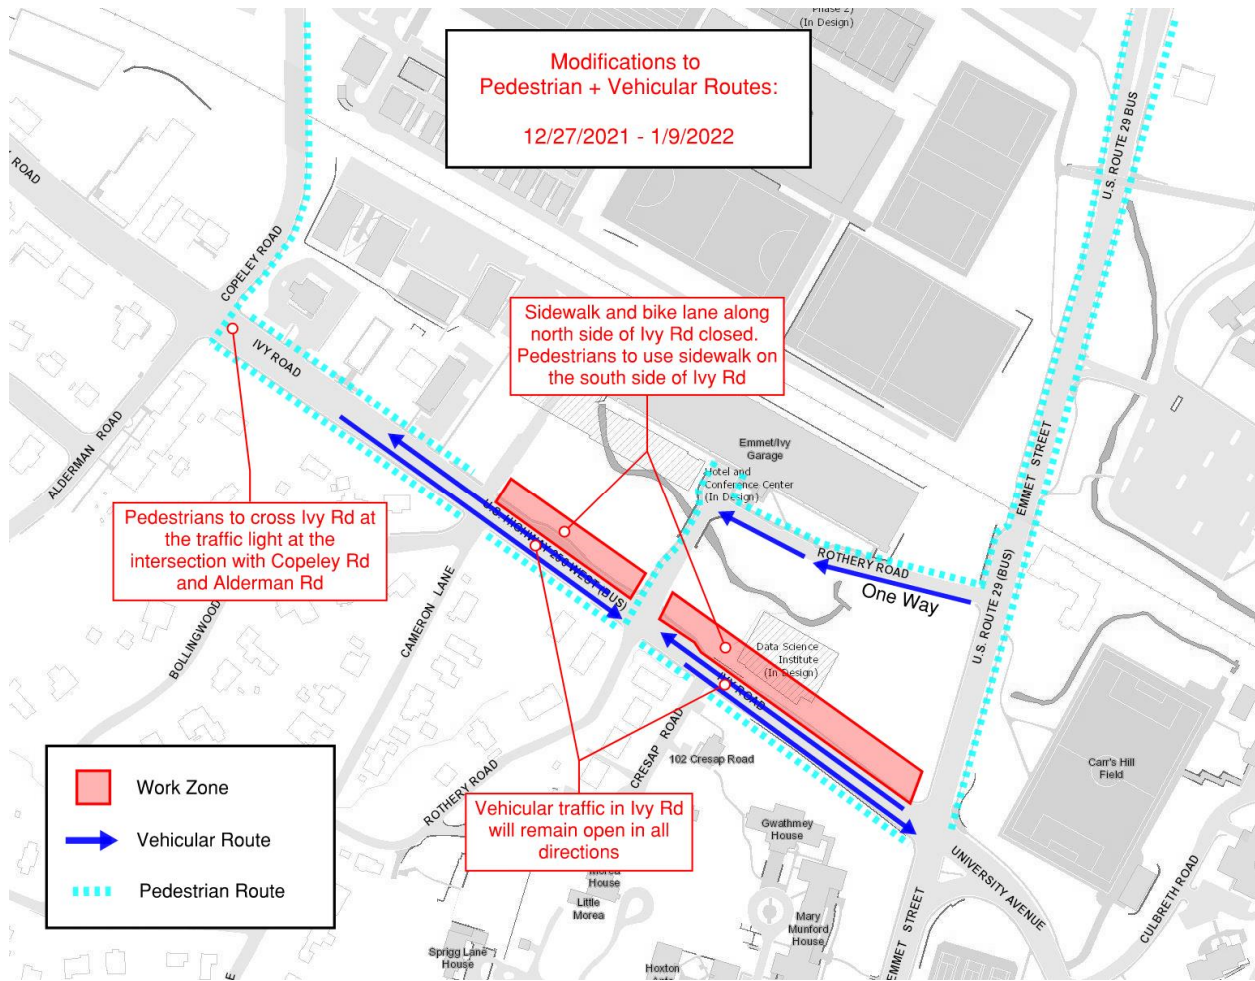 Phase 2)
(In Design)
Modifications to
Pedestrian + Vehicular Routes:
12/27/2021 - 1/9/2022
U.S. ROUTE 29 BUS
ROAD
COPELEY ROAD
Sidewalk and bike lane along
north side of Ivy Rd closed.
Pedestrians to use sidewalk on
the south side of Ivy Rd
IVY ROAD
ALDERMAN ROAD
Emmet/Ivy
Garage
Hotel and
Conference Center
(In Design)
EMMET STREET
Pedestrians to cross Ivy Rd at
the traffic light at the
intersection with Copeley Rd
and Alderman Rd
U.S. HIGHWAY 250 WEST (BUS)
ROTHERY ROAD
One Way
U.S. ROUTE 29 (BUS)
BOLLINGWOOD
CAMERON LANE
Data Science
Institute
(In Design)
IVY ROAD
CRESAP ROAD
102 Cresap Road
Carr's Hill
Field
ROTHERY ROAD
Work Zone
Vehicular Route
Pedestrian Route
Vehicular traffic in Ivy Rd
will remain open in all
directions
Gwathmey
House
Morea
House
Little
Morea
Mary
Munford
House
UNIVERSITY AVENUE
CULBRETH ROAD
EMMET STREET
Sprigg Lane
House
Hoxton